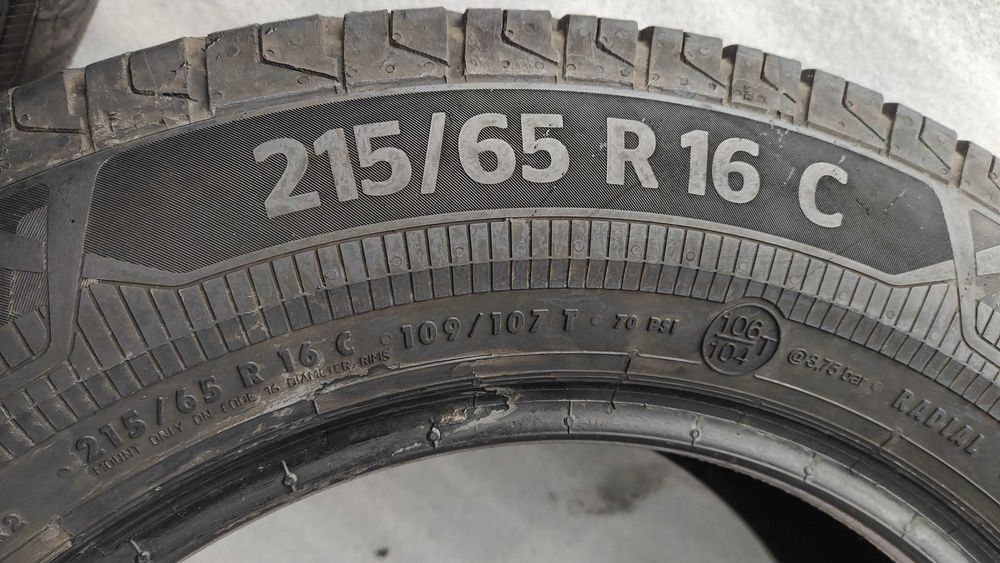 215/65 R 16 C
215/65 R 16 C 109/107 T 70 PSI 106/104 T @3,75 bar RADIAL
MOUNT ONLY ON CODE 16 DIAMETER RIMS